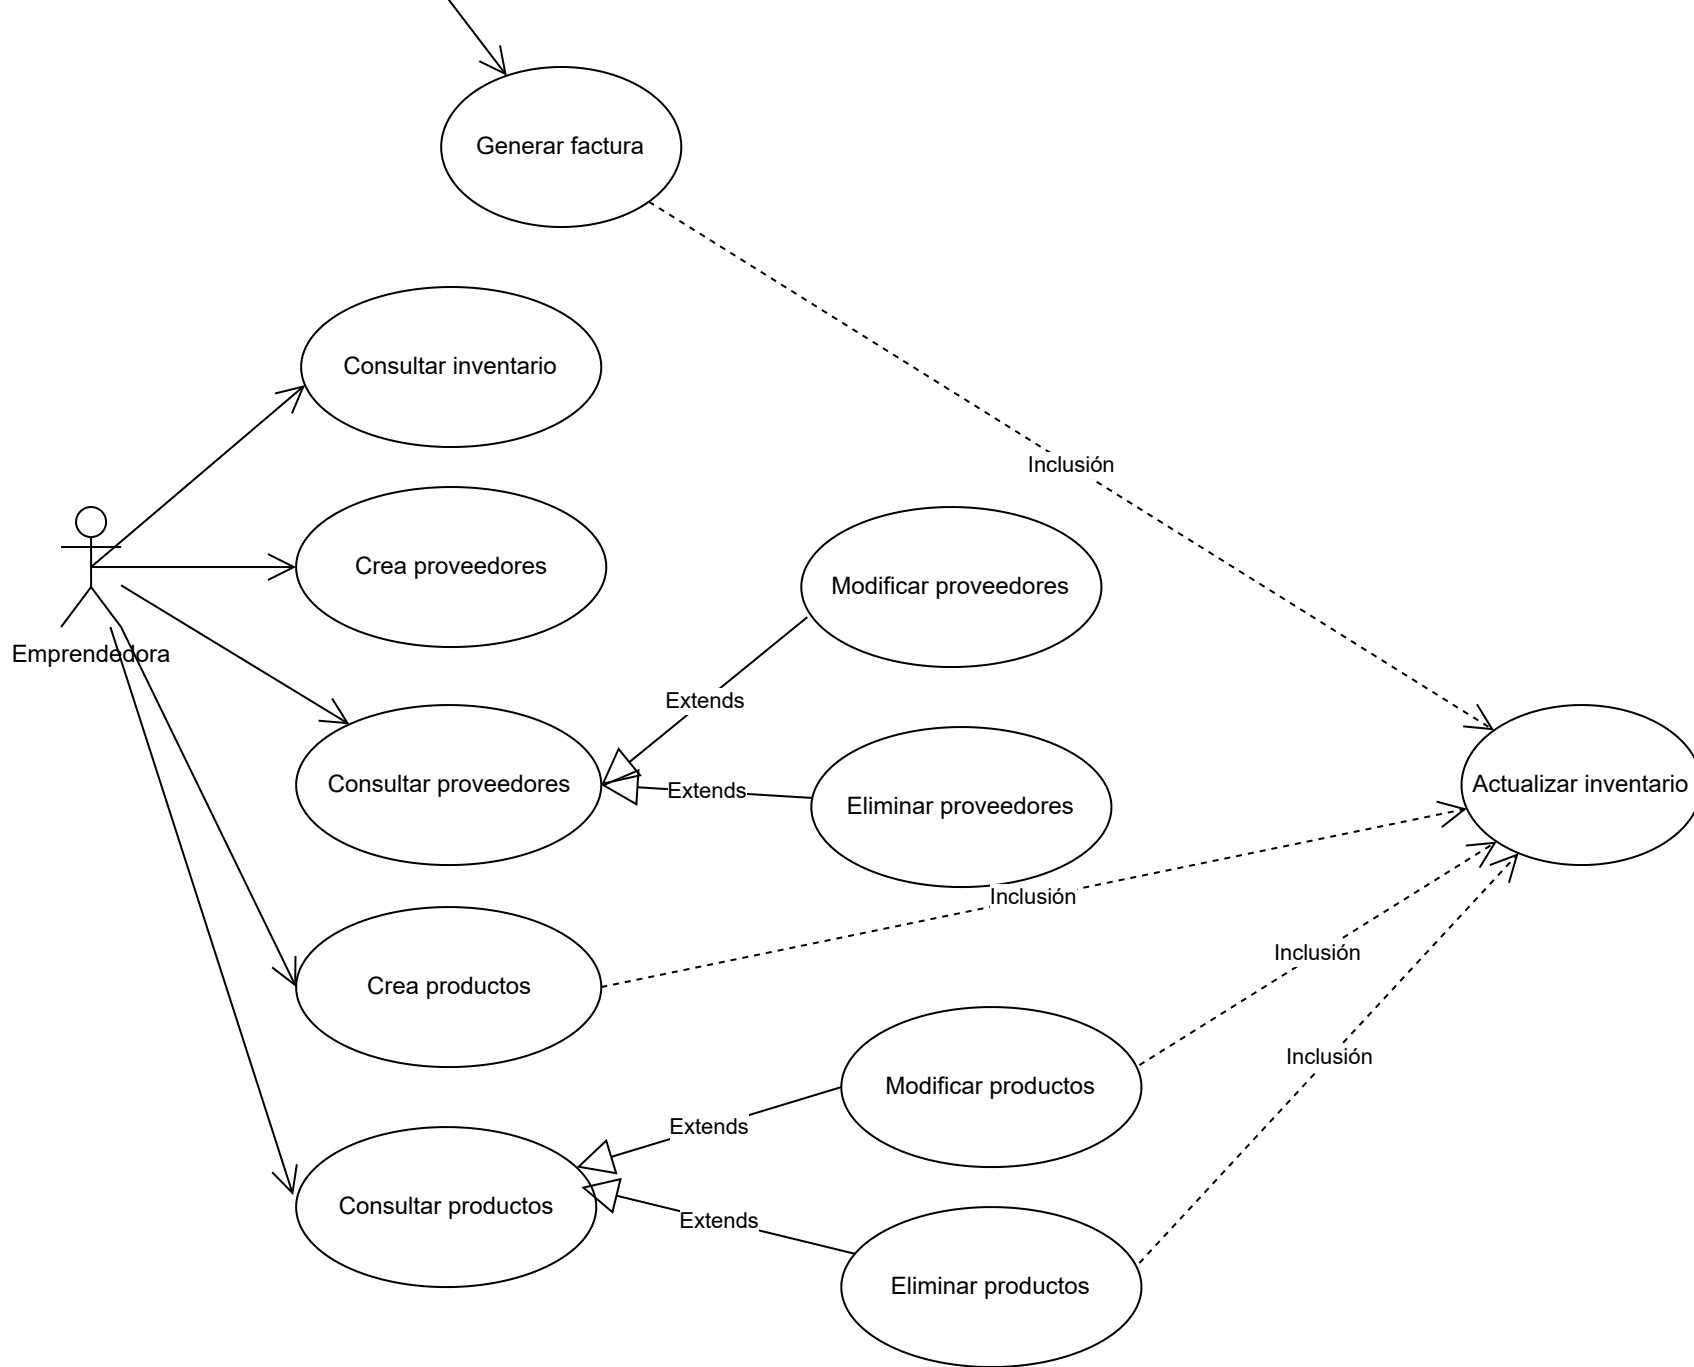 Generar factura
Consultar inventario
Inclusión
Crea proveedores
Modificar proveedores
Emprendedora
Extends
Consultar proveedores
Extends
Eliminar proveedores
Actualizar inventario
Inclusión
Inclusión
Crea productos
Inclusión
Modificar productos
Extends
Consultar productos
Extends
Eliminar productos